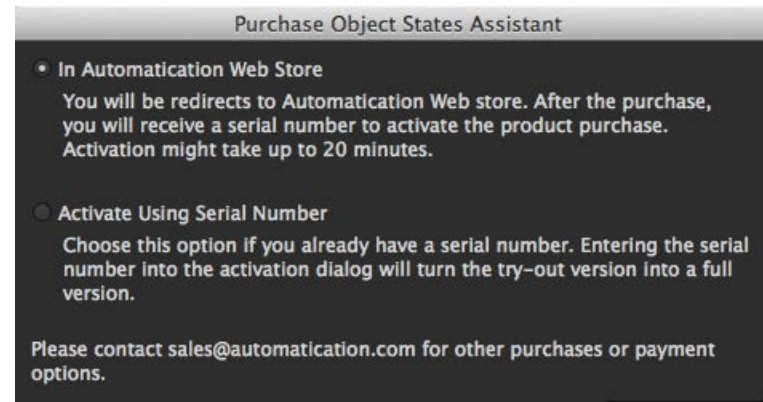 Purchase Object States Assistant
In Automatication Web Store
You will be redirects to Automatication Web store. After the purchase,
you will receive a serial number to activate the product purchase.
Activation might take up to 20 minutes.
Activate Using Serial Number
Choose this option if you already have a serial number. Entering the serial
number into the activation dialog will turn the try-out version into a full
version.
Please contact sales@automatication.com for other purchases or payment
options.